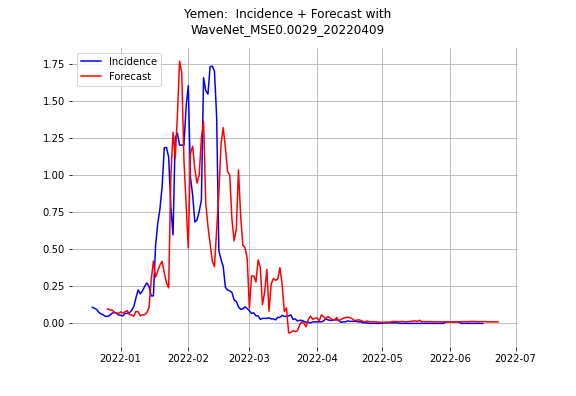 Yemen:  Incidence + Forecast with
WaveNet_MSE0.0029_20220409
Incidence
Forecast
1.75
1.50
1.25
1.00
0.75
0.50
0.25
0.00
2022-01 2022-02 2022-03 2022-04 2022-05 2022-06 2022-07